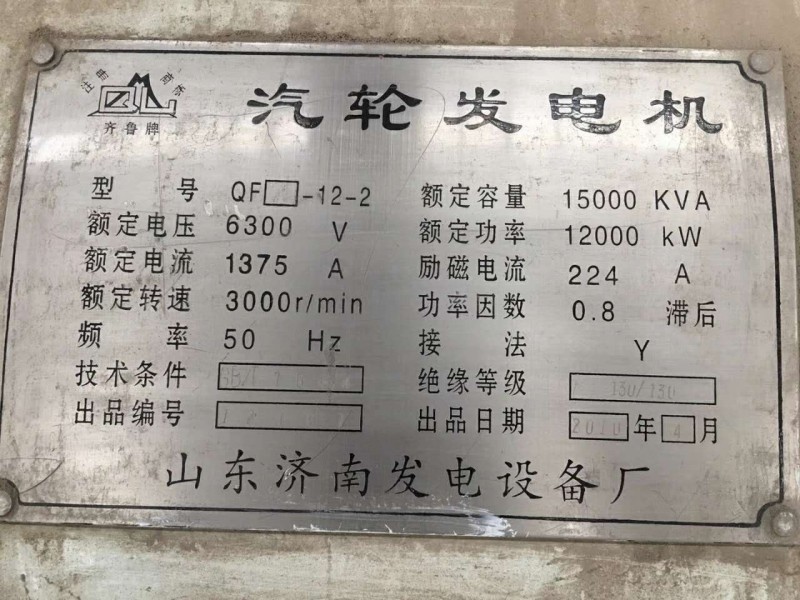 齐鲁牌
汽轮发电机
型 号 QF -12-2
额定容量 15000 KVA
额定电压 6300 V
额定功率 12000 kW
额定电流 1375 A
励磁电流 224 A
额定转速 3000r/min
功率因数 0.8 滞后
频 率 50 Hz
接 法 Y
技术条件
绝缘等级 130/130
出品编号
出品日期 2010 年 4 月
山东济南发电设备厂